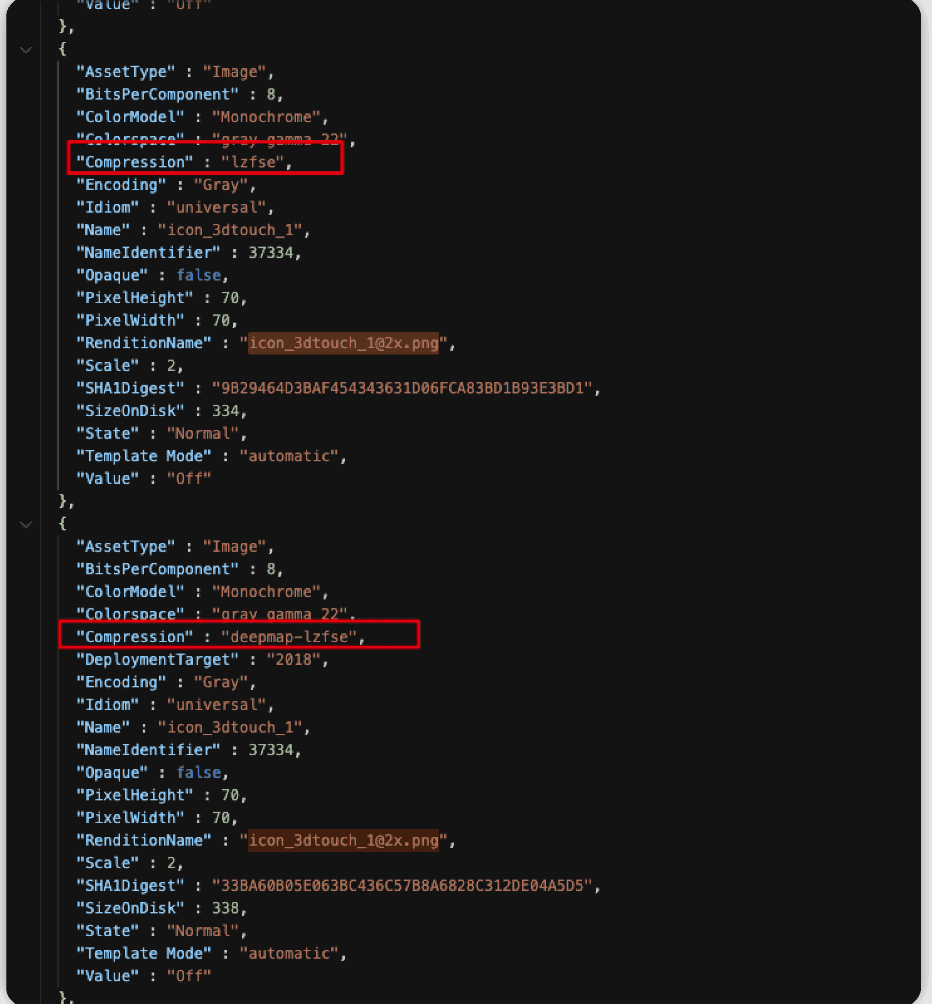 "Value" : "Off"
},
{
"AssetType" : "Image",
"BitsPerComponent" : 8,
"ColorModel" : "Monochrome",
"Colorspace" : "gray gamma 22",
"Compression" : "lzfse",
"Encoding" : "Gray",
"Idiom" : "universal",
"Name" : "icon_3dtouch_1",
"NameIdentifier" : 37334,
"Opaque" : false,
"PixelHeight" : 70,
"PixelWidth" : 70,
"RenditionName" : "icon_3dtouch_1@2x.png",
"Scale" : 2,
"SHA1Digest" : "9B29464D3BAF454343631D06FCA83BD1B93E3BD1",
"SizeOnDisk" : 334,
"State" : "Normal",
"Template Mode" : "automatic",
"Value" : "Off"
},
{
"AssetType" : "Image",
"BitsPerComponent" : 8,
"ColorModel" : "Monochrome",
"Colorspace" : "gray gamma 22",
"Compression" : "deepmap-lzfse",
"DeploymentTarget" : "2018",
"Encoding" : "Gray",
"Idiom" : "universal",
"Name" : "icon_3dtouch_1",
"NameIdentifier" : 37334,
"Opaque" : false,
"PixelHeight" : 70,
"PixelWidth" : 70,
"RenditionName" : "icon_3dtouch_1@2x.png",
"Scale" : 2,
"SHA1Digest" : "33BA60B05E063BC436C57B8A6828C312DE04A5D5",
"SizeOnDisk" : 338,
"State" : "Normal",
"Template Mode" : "automatic",
"Value" : "Off"
},